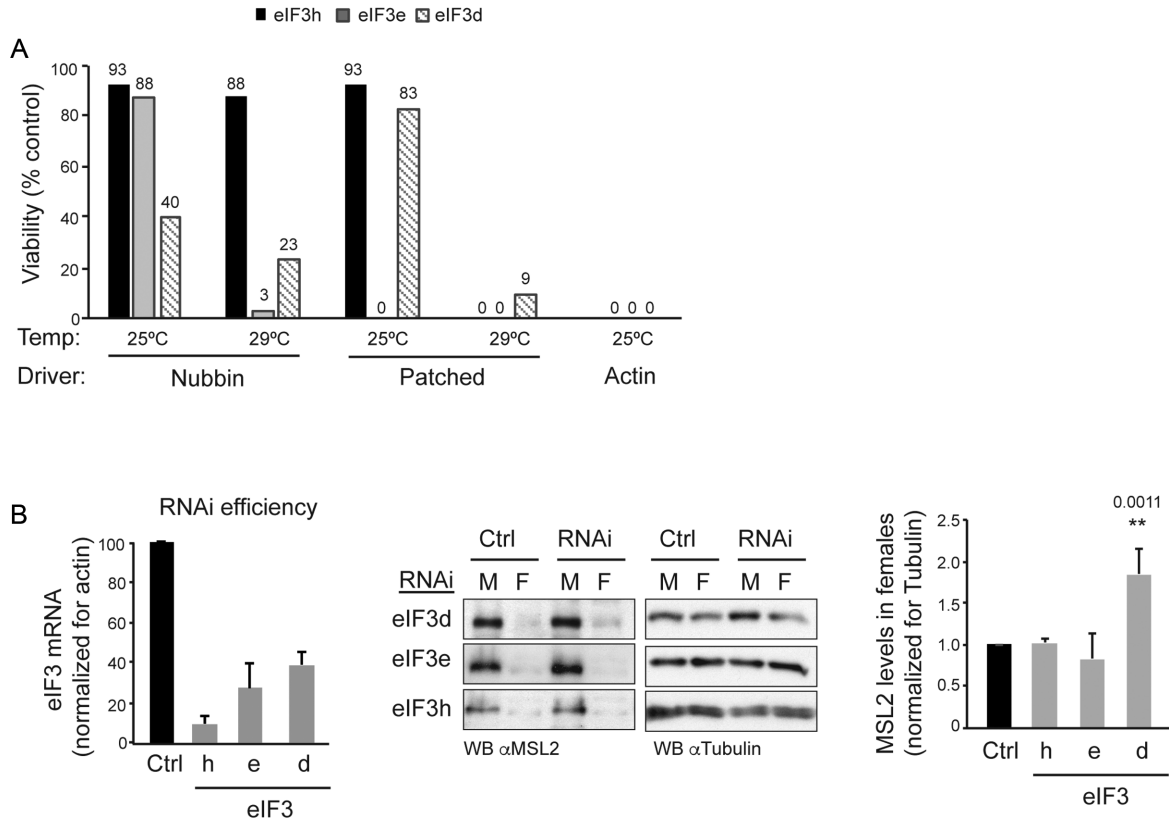 eIF3h eIF3e eIF3d
A
Viability (% control)
100
80
60
40
20
0
93 88 40 88 3 23 93 0 83 0 0 9 0 0 0
Temp: 25ºC 29ºC 25ºC 29ºC 25ºC
Driver: Nubbin Patched Actin
B
RNAi efficiency
eIF3 mRNA
(normalized for actin)
100
80
60
40
20
0
Ctrl h e d
eIF3
Ctrl RNAi Ctrl RNAi
RNAi M F M F M F M F
eIF3d
eIF3e
eIF3h
WB αMSL2 WB αTubulin
MSL2 levels in females
(normalized for Tubulin)
0.0011
**
2.5
2.0
1.5
1.0
0.5
0
Ctrl h e d
eIF3